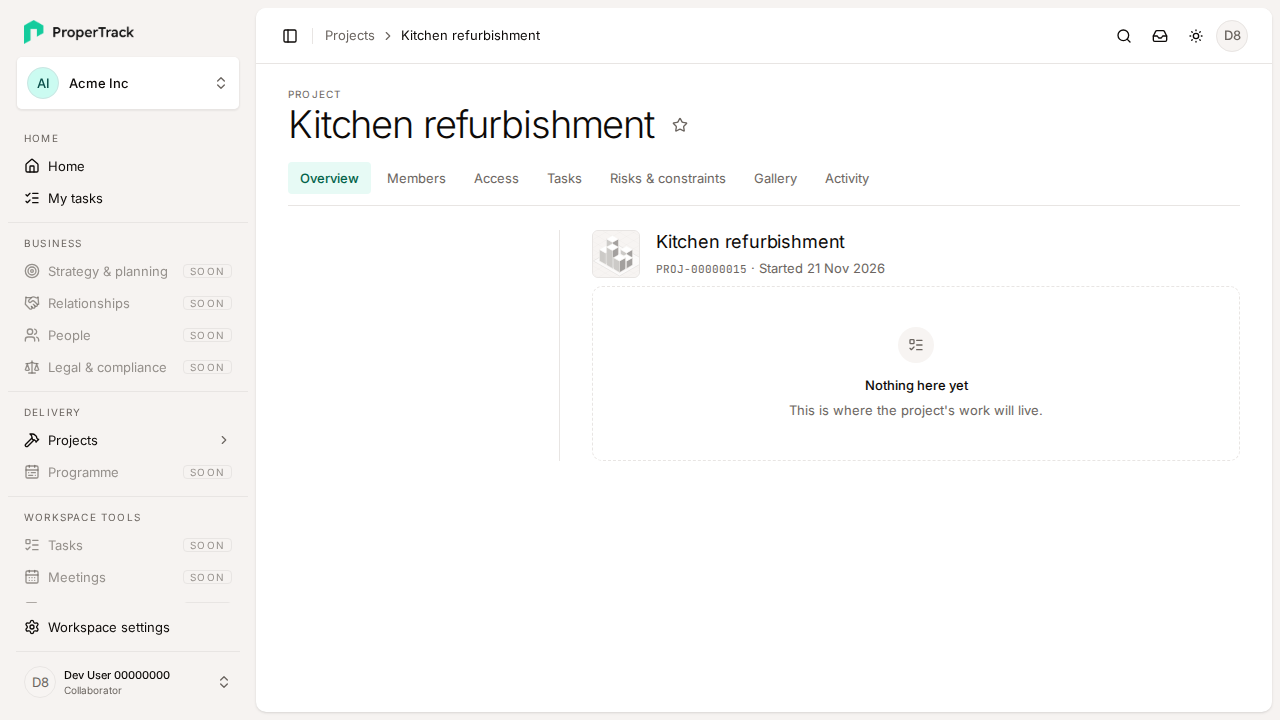 ProperTrack
AI
Acme Inc
HOME
Home
My tasks
BUSINESS
Strategy & planning SOON
Relationships SOON
People SOON
Legal & compliance SOON
DELIVERY
Projects
Programme SOON
WORKSPACE TOOLS
Tasks SOON
Meetings SOON
Workspace settings
D8
Dev User 00000000
Collaborator
Projects Kitchen refurbishment
D8
PROJECT
Kitchen refurbishment
Overview Members Access Tasks Risks & constraints Gallery Activity
Kitchen refurbishment
PROJ-00000015 · Started 21 Nov 2026
Nothing here yet
This is where the project's work will live.